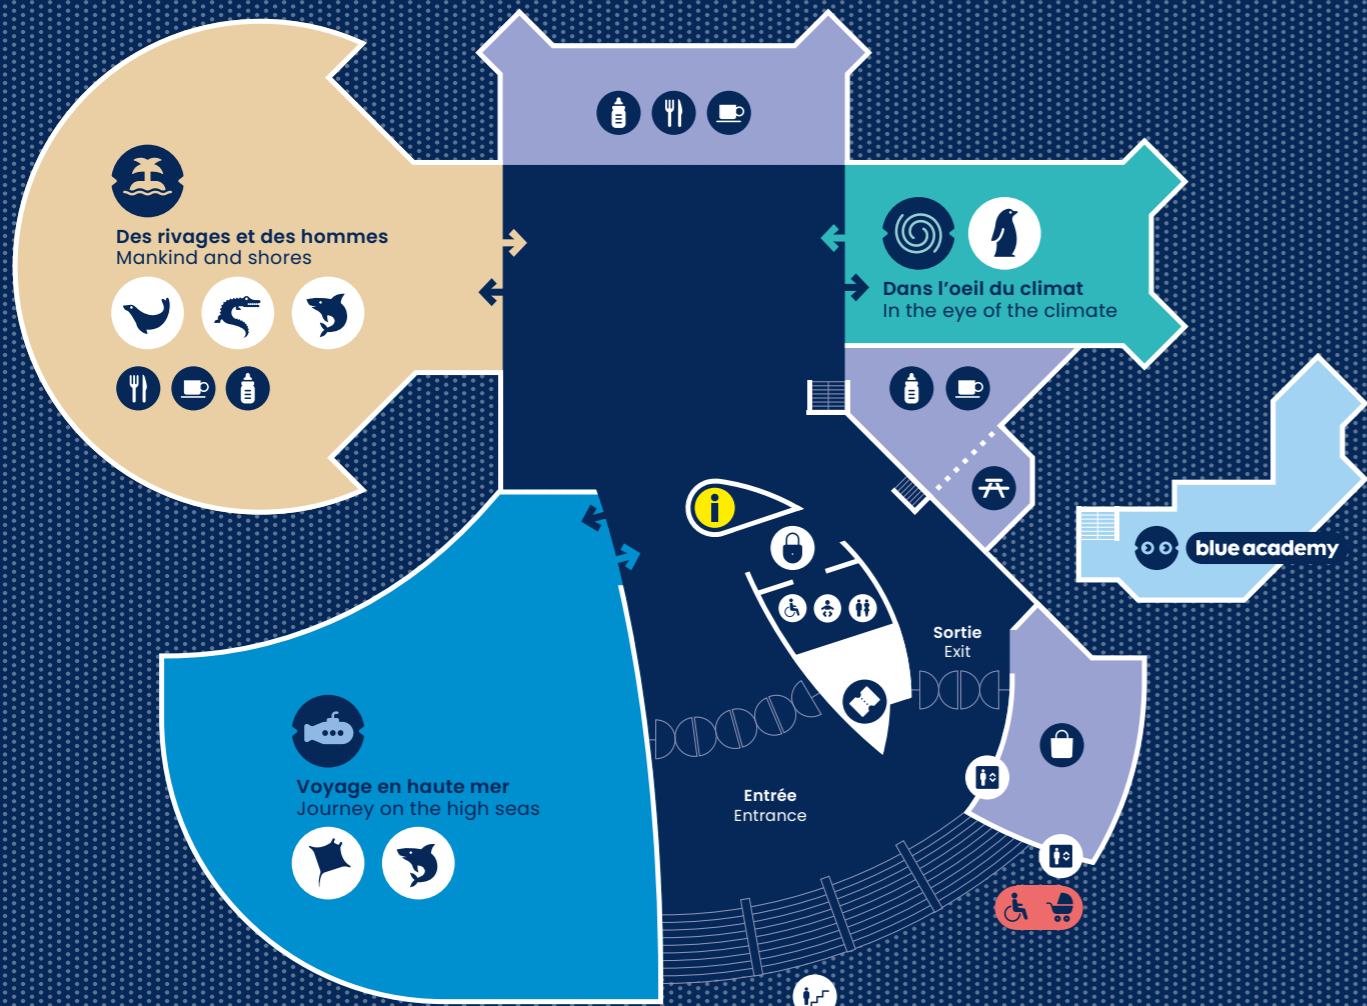 Des rivages et des hommes
Mankind and shores
Dans l'oeil du climat
In the eye of the climate
i
blue academy
Sortie
Exit
Voyage en haute mer
Journey on the high seas
Entrée
Entrance